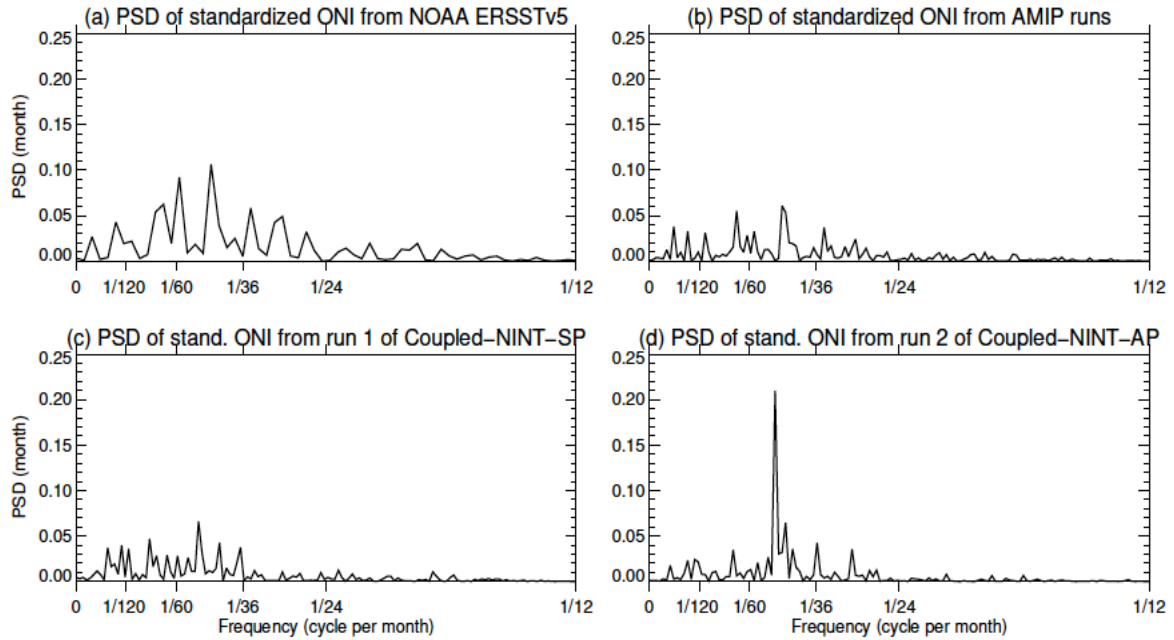 (a) PSD of standardized ONI from NOAA ERSSTv5
(b) PSD of standardized ONI from AMIP runs
0.25
0.20
0.15
0.10
0.05
0.00
PSD (month)
0 1/120 1/60 1/36 1/24 1/12
0.25
0.20
0.15
0.10
0.05
0.00
0 1/120 1/60 1/36 1/24 1/12
(c) PSD of stand. ONI from run 1 of Coupled-NINT-SP
(d) PSD of stand. ONI from run 2 of Coupled-NINT-AP
0.25
0.20
0.15
0.10
0.05
0.00
PSD (month)
0 1/120 1/60 1/36 1/24 1/12
Frequency (cycle per month)
0.25
0.20
0.15
0.10
0.05
0.00
0 1/120 1/60 1/36 1/24 1/12
Frequency (cycle per month)